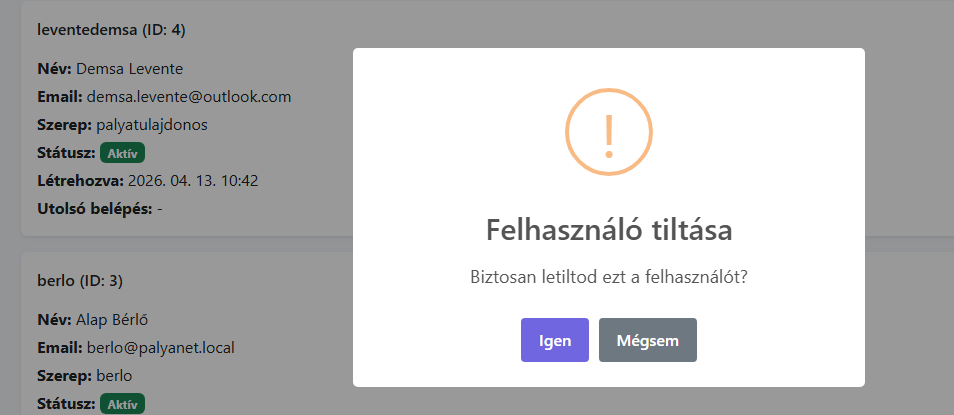 leventedemsa (ID: 4)
Név: Demsa Levente
Email: demsa.levente@outlook.com
Szerep: palyatulajdonos
Státusz: Aktív
Létrehozva: 2026. 04. 13. 10:42
Utolsó belépés: -
berlo (ID: 3)
Név: Alap Bérlő
Email: berlo@palyanet.local
Szerep: berlo
Státusz: Aktív
!
Felhasználó tiltása
Biztosan letiltod ezt a felhasználót?
Igen
Mégsem